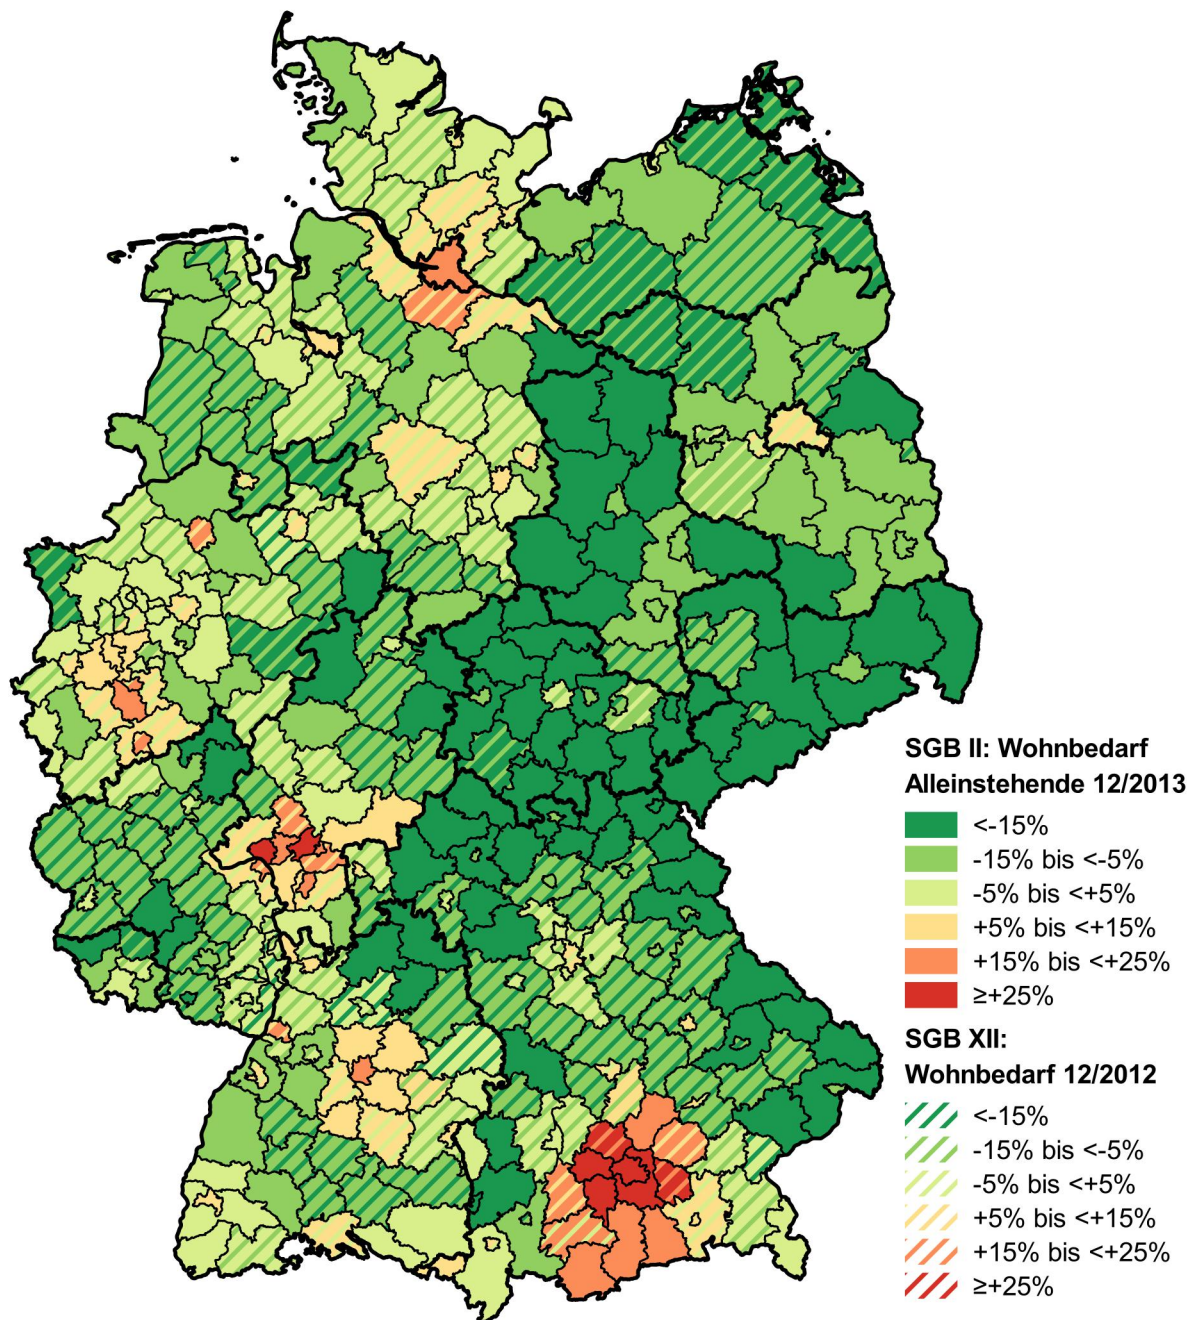 SGB II: Wohnbedarf
Alleinstehende 12/2013
<-15%
-15% bis <-5%
-5% bis <+5%
+5% bis <+15%
+15% bis <+25%
≥+25%
SGB XII:
Wohnbedarf 12/2012
<-15%
-15% bis <-5%
-5% bis <+5%
+5% bis <+15%
+15% bis <+25%
≥+25%